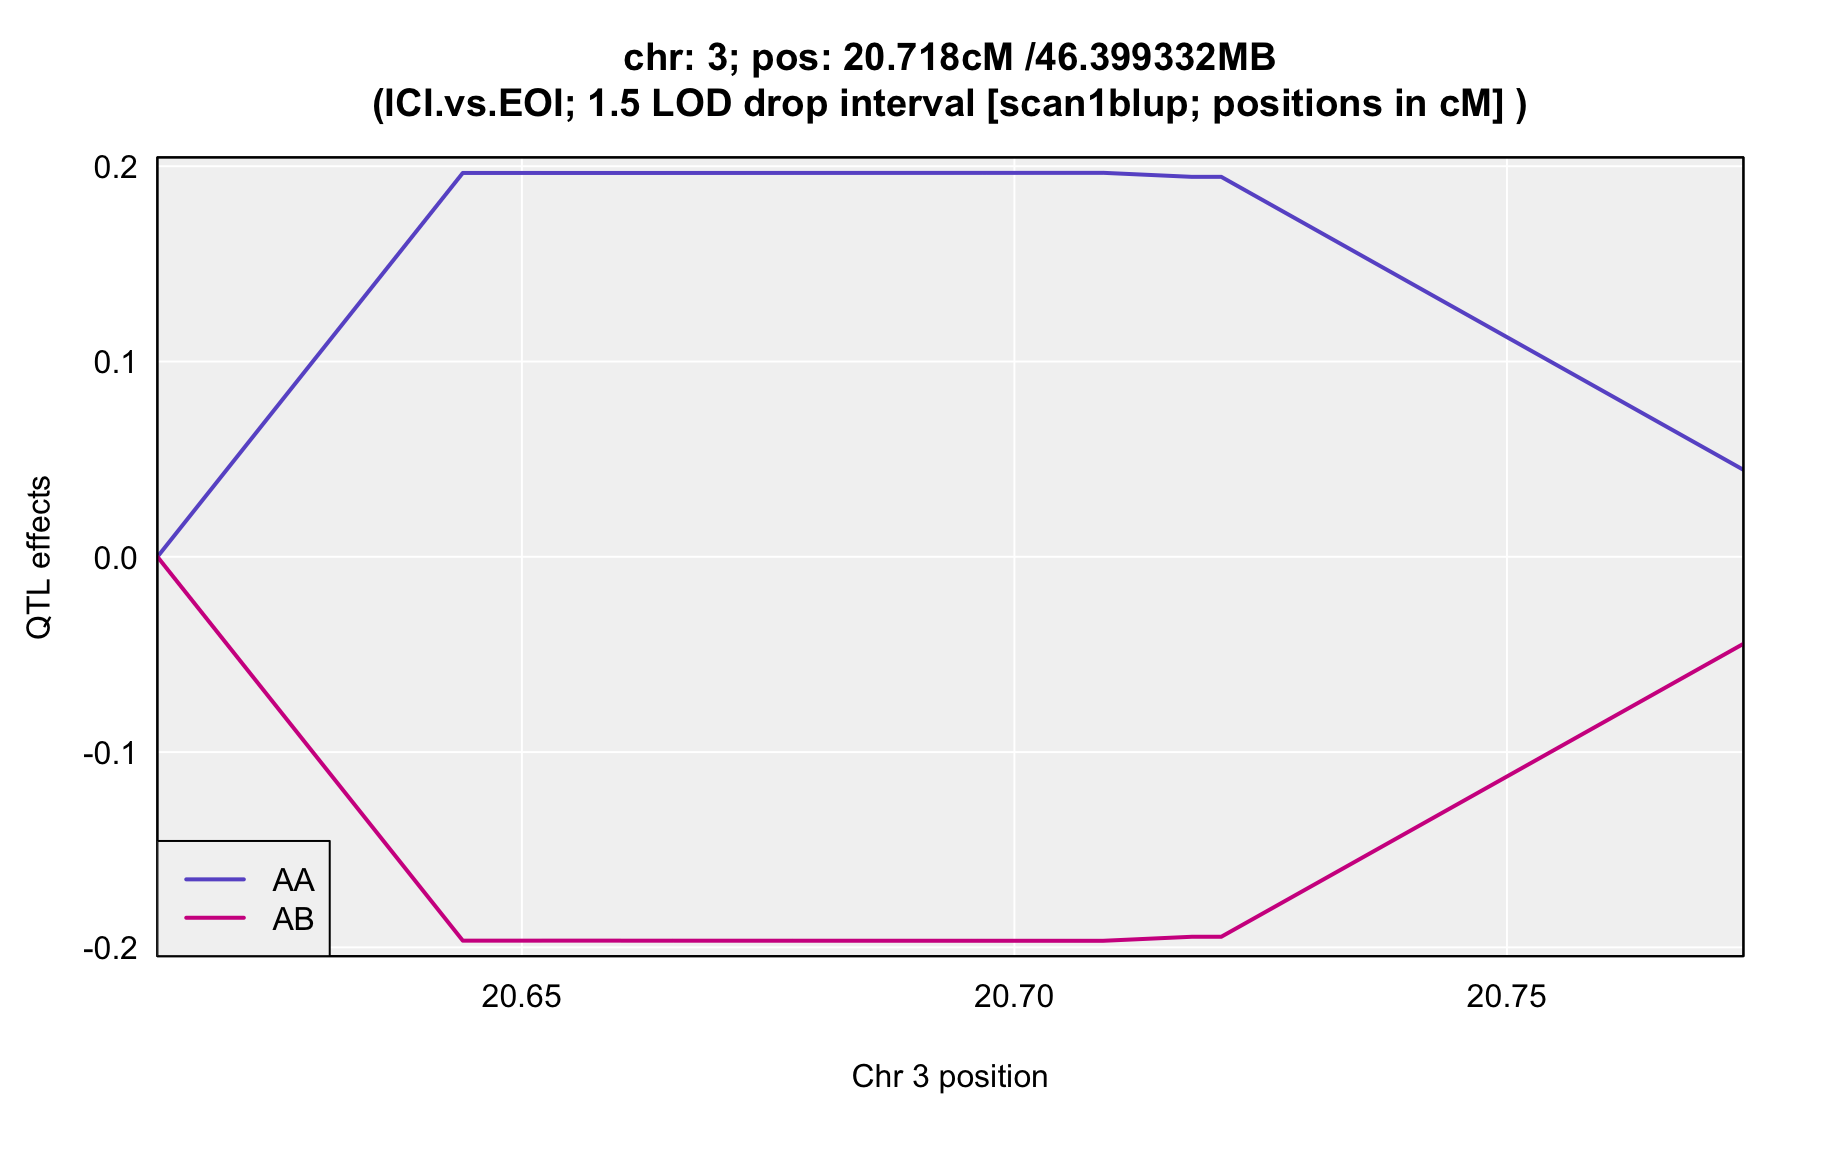 chr: 3; pos: 20.718cM /46.399332MB
(ICI.vs.EOI; 1.5 LOD drop interval [scan1blup; positions in cM] )
0.2
0.1
0.0
-0.1
-0.2
QTL effects
AA
AB
20.65
20.70
20.75
Chr 3 position